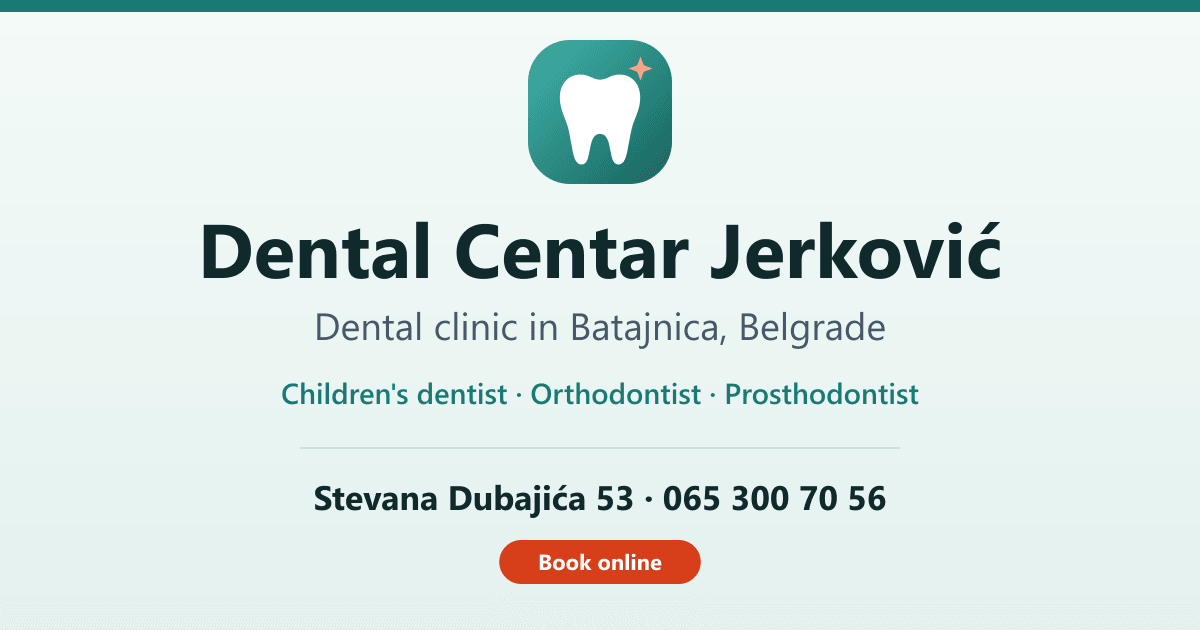 Dental Centar Jerković
Dental clinic in Batajnica, Belgrade
Children's dentist · Orthodontist · Prosthodontist
Stevana Dubajića 53 · 065 300 70 56
Book online